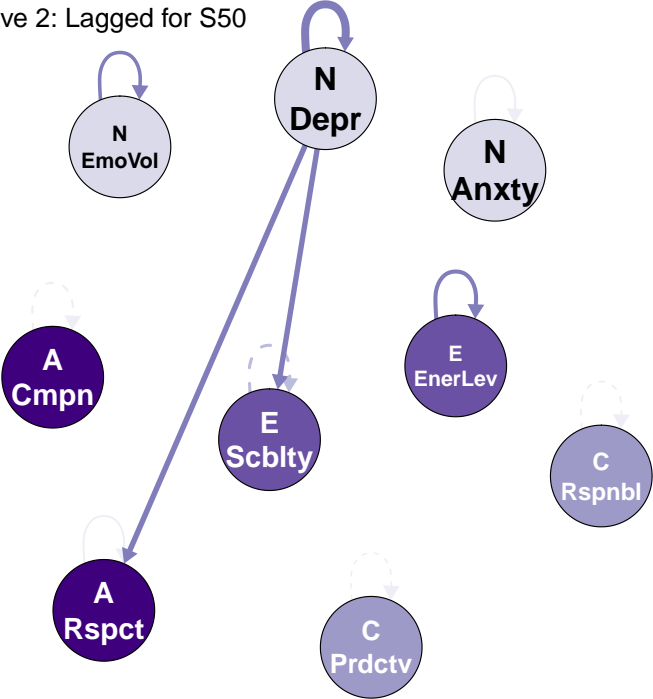 ve 2: Lagged for S50
N
Depr
N
EmoVol
N
Anxty
A
Cmpn
E
EnerLev
E
Scblty
C
Rspnbl
A
Rspct
C
Prdctv